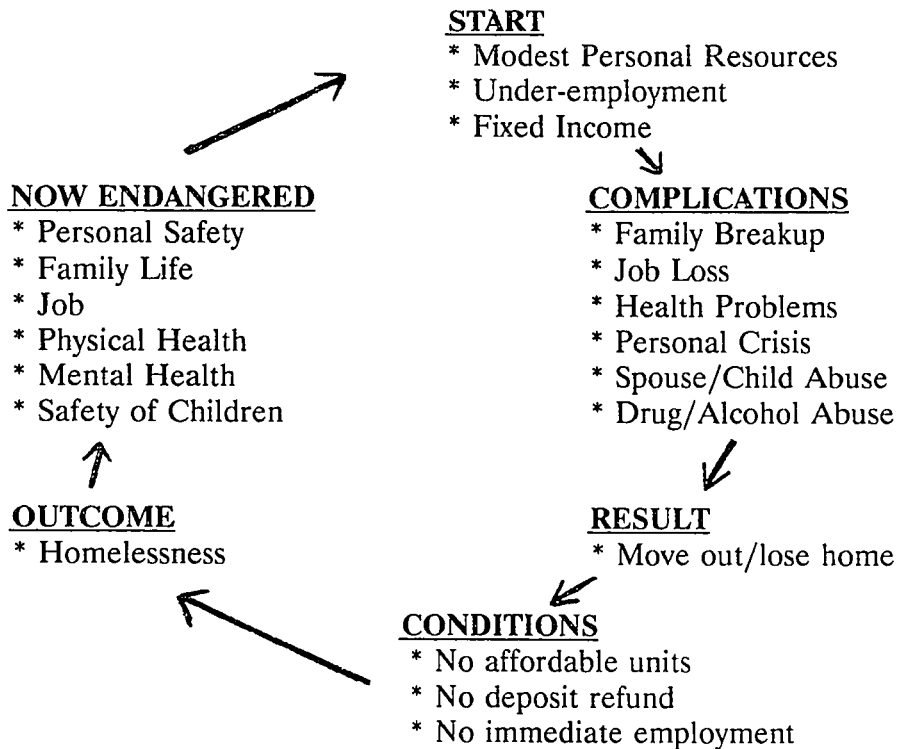 START
* Modest Personal Resources
* Under-employment
* Fixed Income
COMPLICATIONS
* Family Breakup
* Job Loss
* Health Problems
* Personal Crisis
* Spouse/Child Abuse
* Drug/Alcohol Abuse
RESULT
* Move out/lose home
CONDITIONS
* No affordable units
* No deposit refund
* No immediate employment
OUTCOME
* Homelessness
NOW ENDANGERED
* Personal Safety
* Family Life
* Job
* Physical Health
* Mental Health
* Safety of Children